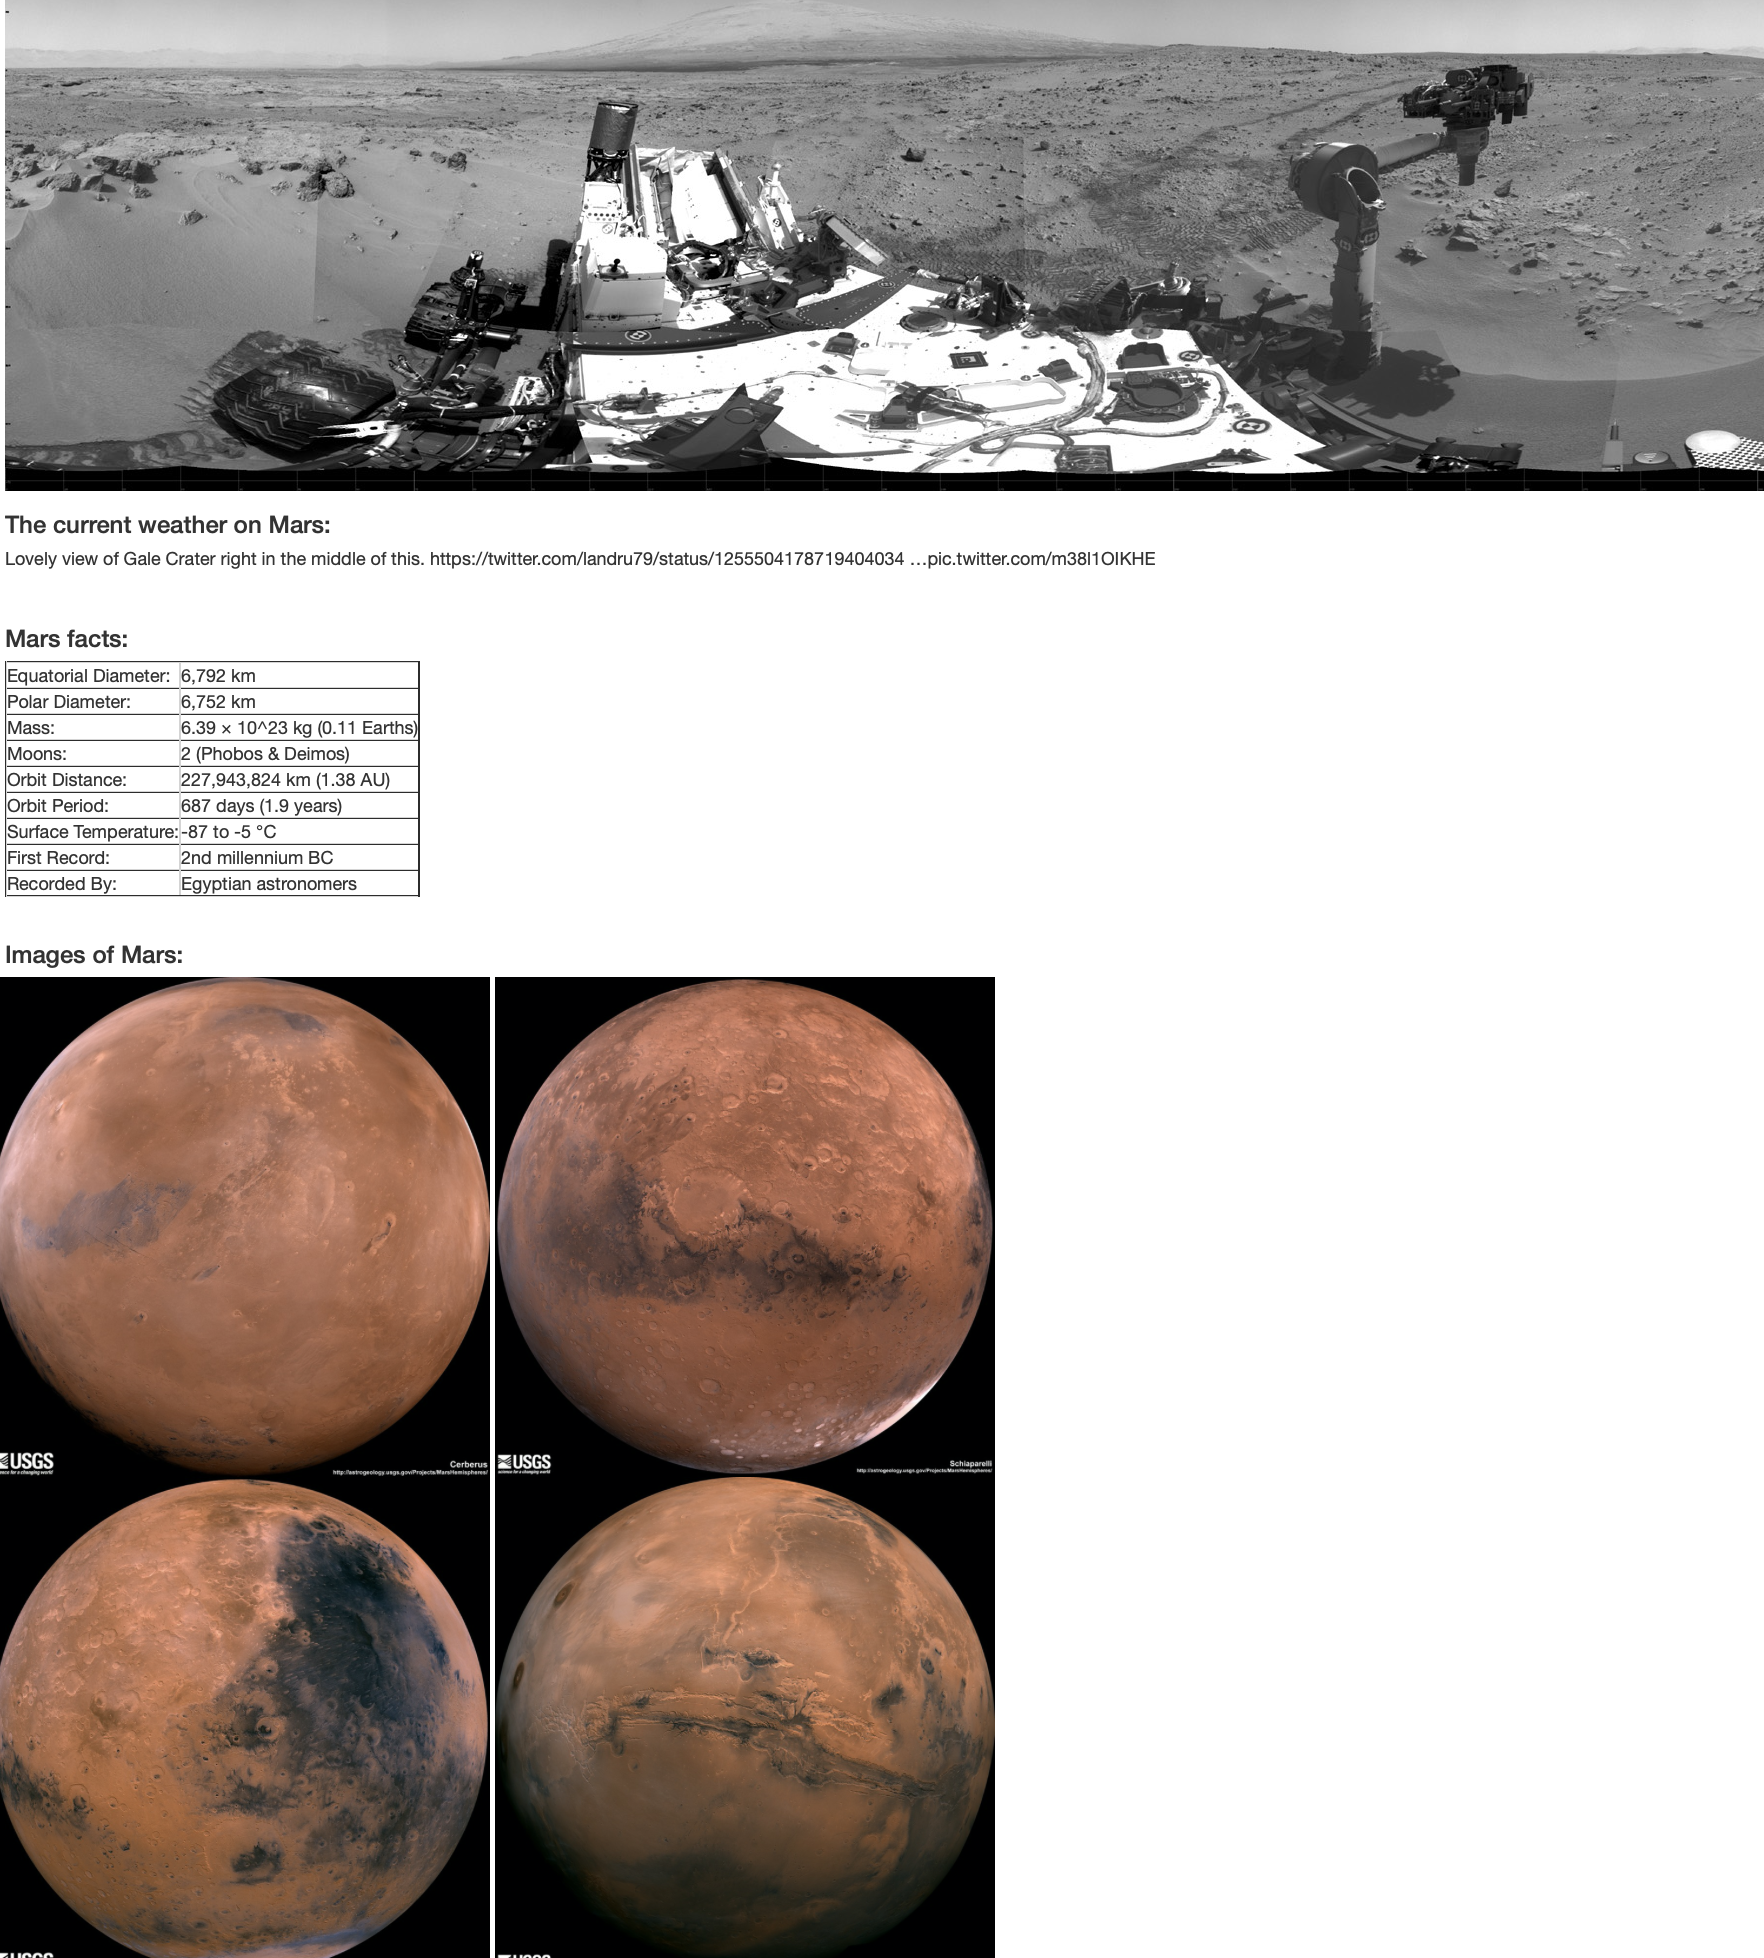 The current weather on Mars:
Lovely view of Gale Crater right in the middle of this. https://twitter.com/landru79/status/1255504178719404034 …pic.twitter.com/m38l1OIKHE
Mars facts:
Equatorial Diameter: 6,792 km
Polar Diameter: 6,752 km
Mass: 6.39 × 10^23 kg (0.11 Earths)
Moons: 2 (Phobos & Deimos)
Orbit Distance: 227,943,824 km (1.38 AU)
Orbit Period: 687 days (1.9 years)
Surface Temperature: -87 to -5 °C
First Record: 2nd millennium BC
Recorded By: Egyptian astronomers
Images of Mars:
USGS
science for a changing world
Cerberus
http://astrogeology.usgs.gov/Projects/MarsHemispheres/
USGS
science for a changing world
Schiaparelli
http://astrogeology.usgs.gov/Projects/MarsHemispheres/
USGS
USGS